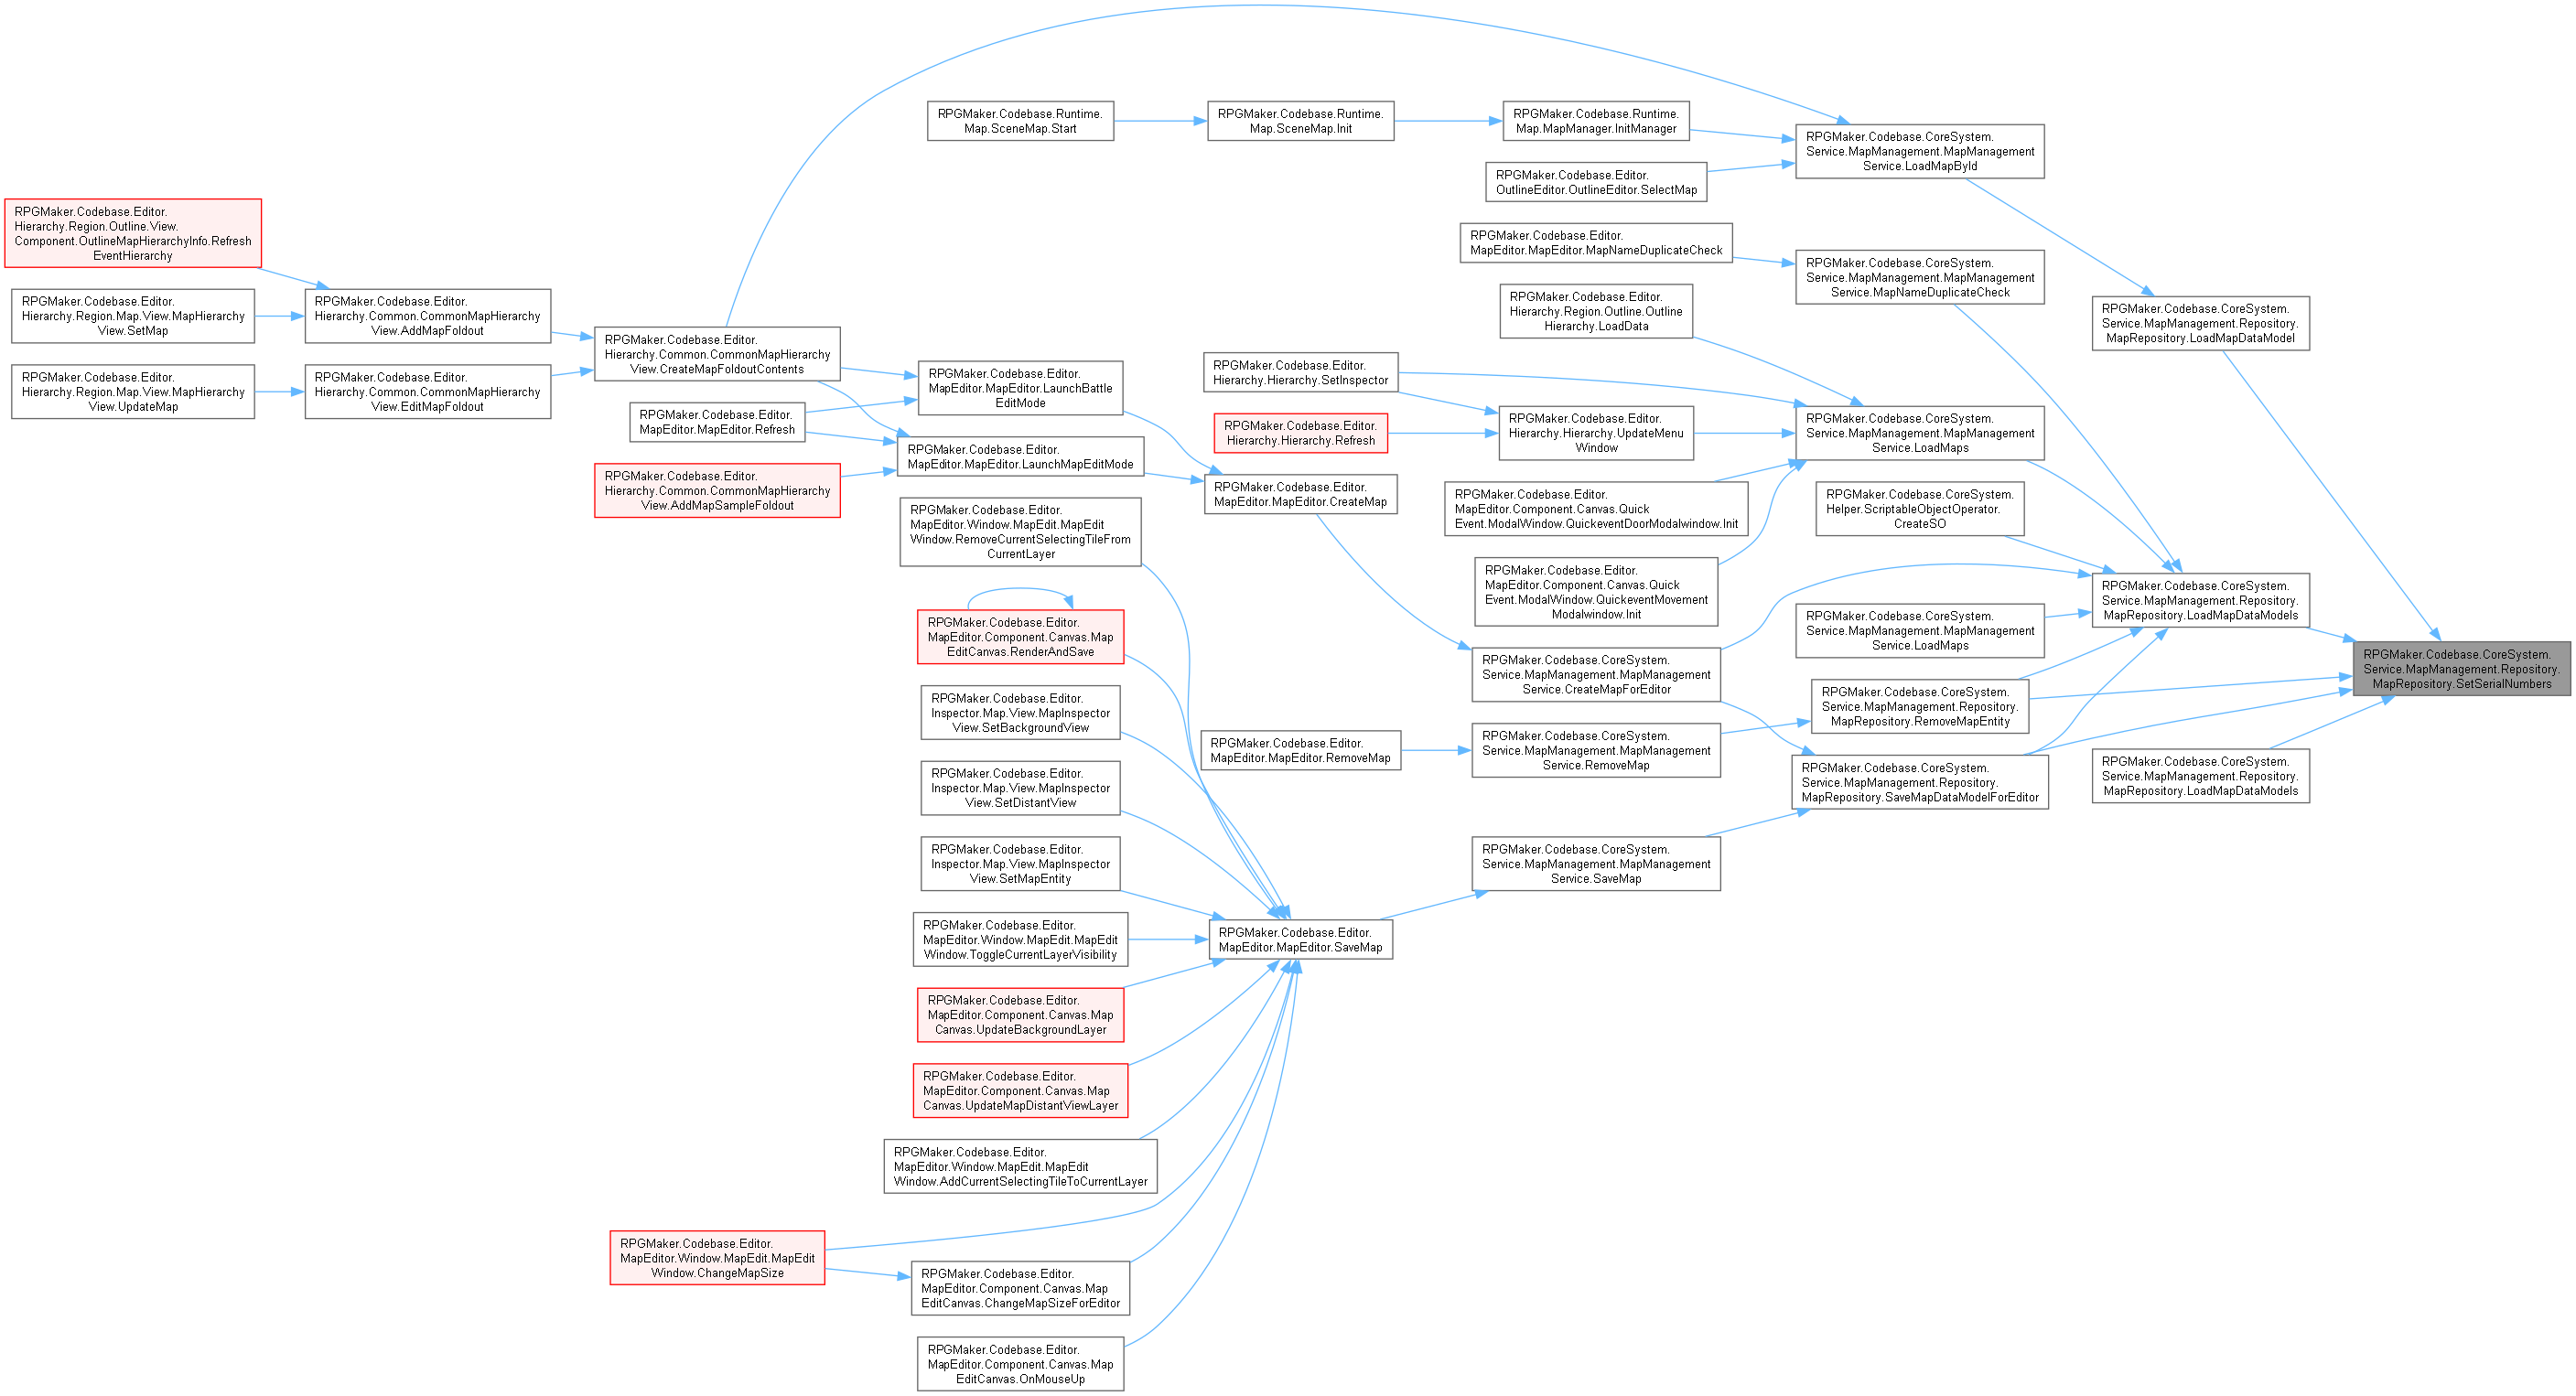 RPGMaker.Codebase.Editor.
Hierarchy.Region.Outline.View.
Component.OutlineMapHierarchyInfo.Refresh
EventHierarchy
RPGMaker.Codebase.Editor.
Hierarchy.Region.Map.View.MapHierarchy
View.SetMap
RPGMaker.Codebase.Editor.
Hierarchy.Region.Map.View.MapHierarchy
View.UpdateMap
RPGMaker.Codebase.Editor.
Hierarchy.Common.CommonMapHierarchy
View.AddMapFoldout
RPGMaker.Codebase.Editor.
Hierarchy.Common.CommonMapHierarchy
View.EditMapFoldout
RPGMaker.Codebase.Editor.
Hierarchy.Common.CommonMapHierarchy
View.CreateMapFoldoutContents
RPGMaker.Codebase.Editor.
MapEditor.MapEditor.Refresh
RPGMaker.Codebase.Editor.
Hierarchy.Common.CommonMapHierarchy
View.AddMapSampleFoldout
RPGMaker.Codebase.Editor.
MapEditor.Window.MapEdit.MapEdit
Window.ChangeMapSize
RPGMaker.Codebase.Runtime.
Map.SceneMap.Start
RPGMaker.Codebase.Editor.
MapEditor.MapEditor.LaunchBattle
EditMode
RPGMaker.Codebase.Editor.
MapEditor.MapEditor.LaunchMapEditMode
RPGMaker.Codebase.Editor.
MapEditor.Window.MapEdit.MapEdit
Window.RemoveCurrentSelectingTileFrom
CurrentLayer
RPGMaker.Codebase.Editor.
MapEditor.Component.Canvas.Map
EditCanvas.RenderAndSave
RPGMaker.Codebase.Editor.
Inspector.Map.View.MapInspector
View.SetBackgroundView
RPGMaker.Codebase.Editor.
Inspector.Map.View.MapInspector
View.SetDistantView
RPGMaker.Codebase.Editor.
Inspector.Map.View.MapInspector
View.SetMapEntity
RPGMaker.Codebase.Editor.
MapEditor.Window.MapEdit.MapEdit
Window.ToggleCurrentLayerVisibility
RPGMaker.Codebase.Editor.
MapEditor.Component.Canvas.Map
Canvas.UpdateBackgroundLayer
RPGMaker.Codebase.Editor.
MapEditor.Component.Canvas.Map
Canvas.UpdateMapDistantViewLayer
RPGMaker.Codebase.Editor.
MapEditor.Window.MapEdit.MapEdit
Window.AddCurrentSelectingTileToCurrentLayer
RPGMaker.Codebase.Editor.
MapEditor.Component.Canvas.Map
EditCanvas.ChangeMapSizeForEditor
RPGMaker.Codebase.Editor.
MapEditor.Component.Canvas.Map
EditCanvas.OnMouseUp
RPGMaker.Codebase.Runtime.
Map.SceneMap.Init
RPGMaker.Codebase.Editor.
Hierarchy.Hierarchy.SetInspector
RPGMaker.Codebase.Editor.
Hierarchy.Hierarchy.Refresh
RPGMaker.Codebase.Editor.
MapEditor.MapEditor.CreateMap
RPGMaker.Codebase.Editor.
MapEditor.MapEditor.RemoveMap
RPGMaker.Codebase.Editor.
MapEditor.MapEditor.SaveMap
RPGMaker.Codebase.Runtime.
Map.MapManager.InitManager
RPGMaker.Codebase.Editor.
OutlineEditor.OutlineEditor.SelectMap
RPGMaker.Codebase.Editor.
MapEditor.MapEditor.MapNameDuplicateCheck
RPGMaker.Codebase.Editor.
Hierarchy.Region.Outline.Outline
Hierarchy.LoadData
RPGMaker.Codebase.Editor.
Hierarchy.Hierarchy.UpdateMenu
Window
RPGMaker.Codebase.Editor.
MapEditor.Component.Canvas.Quick
Event.ModalWindow.QuickeventDoorModalwindow.Init
RPGMaker.Codebase.Editor.
MapEditor.Component.Canvas.Quick
Event.ModalWindow.QuickeventMovement
Modalwindow.Init
RPGMaker.Codebase.CoreSystem.
Service.MapManagement.MapManagement
Service.CreateMapForEditor
RPGMaker.Codebase.CoreSystem.
Service.MapManagement.MapManagement
Service.RemoveMap
RPGMaker.Codebase.CoreSystem.
Service.MapManagement.MapManagement
Service.SaveMap
RPGMaker.Codebase.CoreSystem.
Service.MapManagement.MapManagement
Service.LoadMapById
RPGMaker.Codebase.CoreSystem.
Service.MapManagement.MapManagement
Service.MapNameDuplicateCheck
RPGMaker.Codebase.CoreSystem.
Service.MapManagement.MapManagement
Service.LoadMaps
RPGMaker.Codebase.CoreSystem.
Helper.ScriptableObjectOperator.
CreateSO
RPGMaker.Codebase.CoreSystem.
Service.MapManagement.MapManagement
Service.LoadMaps
RPGMaker.Codebase.CoreSystem.
Service.MapManagement.Repository.
MapRepository.RemoveMapEntity
RPGMaker.Codebase.CoreSystem.
Service.MapManagement.Repository.
MapRepository.SaveMapDataModelForEditor
RPGMaker.Codebase.CoreSystem.
Service.MapManagement.Repository.
MapRepository.LoadMapDataModel
RPGMaker.Codebase.CoreSystem.
Service.MapManagement.Repository.
MapRepository.LoadMapDataModels
RPGMaker.Codebase.CoreSystem.
Service.MapManagement.Repository.
MapRepository.LoadMapDataModels
RPGMaker.Codebase.CoreSystem.
Service.MapManagement.Repository.
MapRepository.SetSerialNumbers